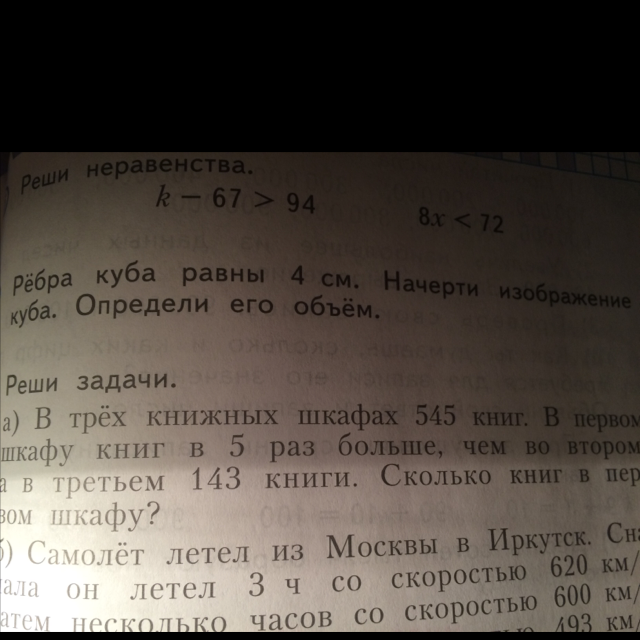 Реши неравенства.
k − 67 > 94 8x < 72
Рёбра куба равны 4 см. Начерти изображение
куба. Определи его объём.
Реши задачи.
а) В трёх книжных шкафах 545 книг. В первом
шкафу книг в 5 раз больше, чем во втором
а в третьем 143 книги. Сколько книг в пер
вом шкафу?
б) Самолёт летел из Москвы в Иркутск. Сна
чала он летел 3 ч со скоростью 620 км/
затем несколько часов со скоростью 600 км/
493 км/